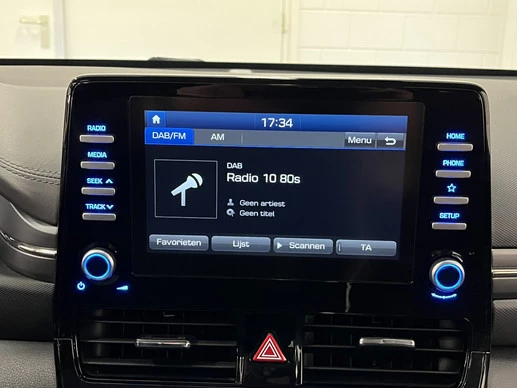 17:34
DAB/FM AM Menu
DAB
Radio 10 80s
Geen artiest
Geen titel
Favorieten Lijst Scannen TA
RADIO
MEDIA
SEEK
TRACK
HOME
PHONE
SETUP